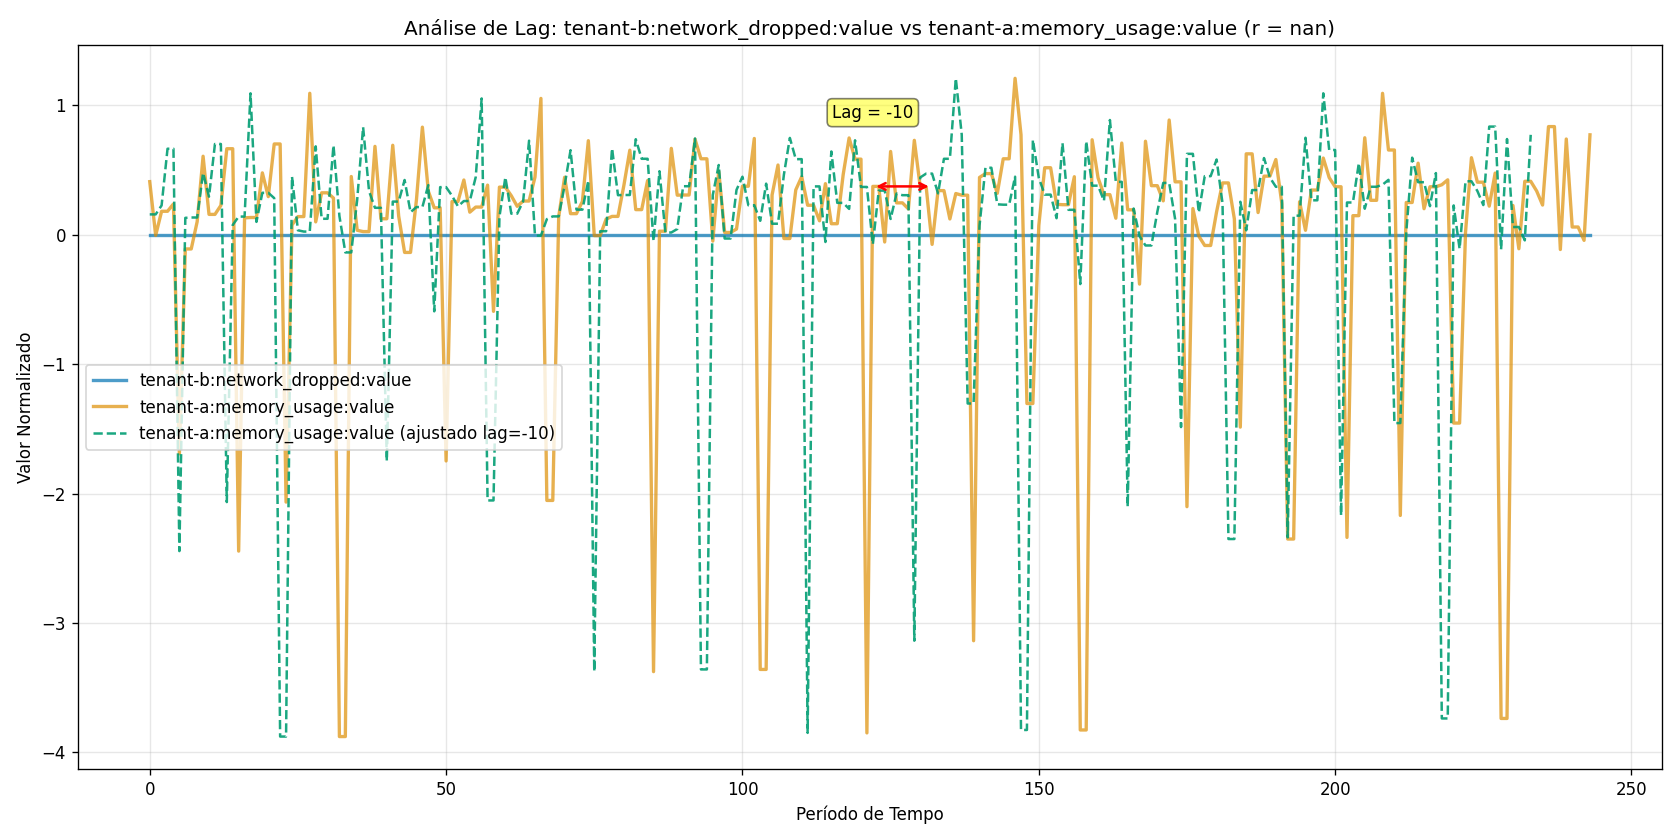 Análise de Lag: tenant-b:network_dropped:value vs tenant-a:memory_usage:value (r = nan)
Valor Normalizado
1
0
−1
−2
−3
−4
Lag = -10
tenant-b:network_dropped:value
tenant-a:memory_usage:value
tenant-a:memory_usage:value (ajustado lag=-10)
0 50 100 150 200 250
Período de Tempo